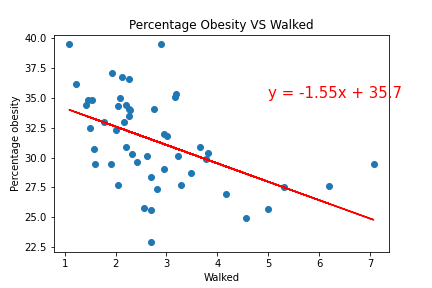 Percentage Obesity VS Walked
40.0
37.5
35.0
32.5
30.0
27.5
25.0
22.5
Percentage obesity
y = -1.55x + 35.7
1 2 3 4 5 6 7
Walked